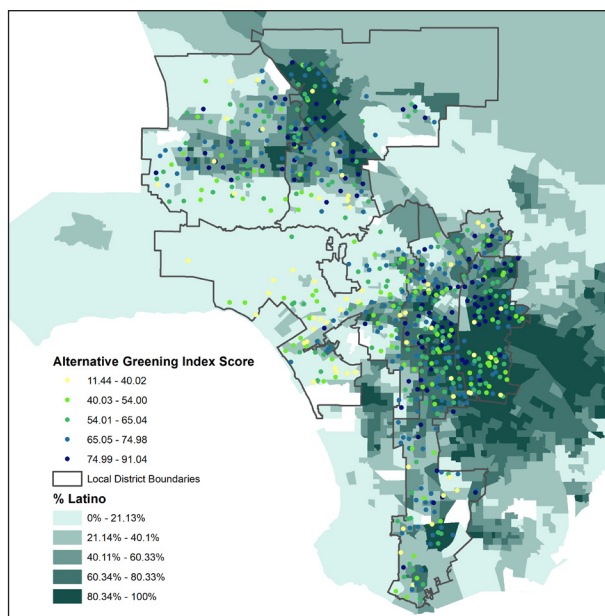 Alternative Greening Index Score
11.44 - 40.02
40.03 - 54.00
54.01 - 65.04
65.05 - 74.98
74.99 - 91.04
Local District Boundaries
% Latino
0% - 21.13%
21.14% - 40.1%
40.11% - 60.33%
60.34% - 80.33%
80.34% - 100%